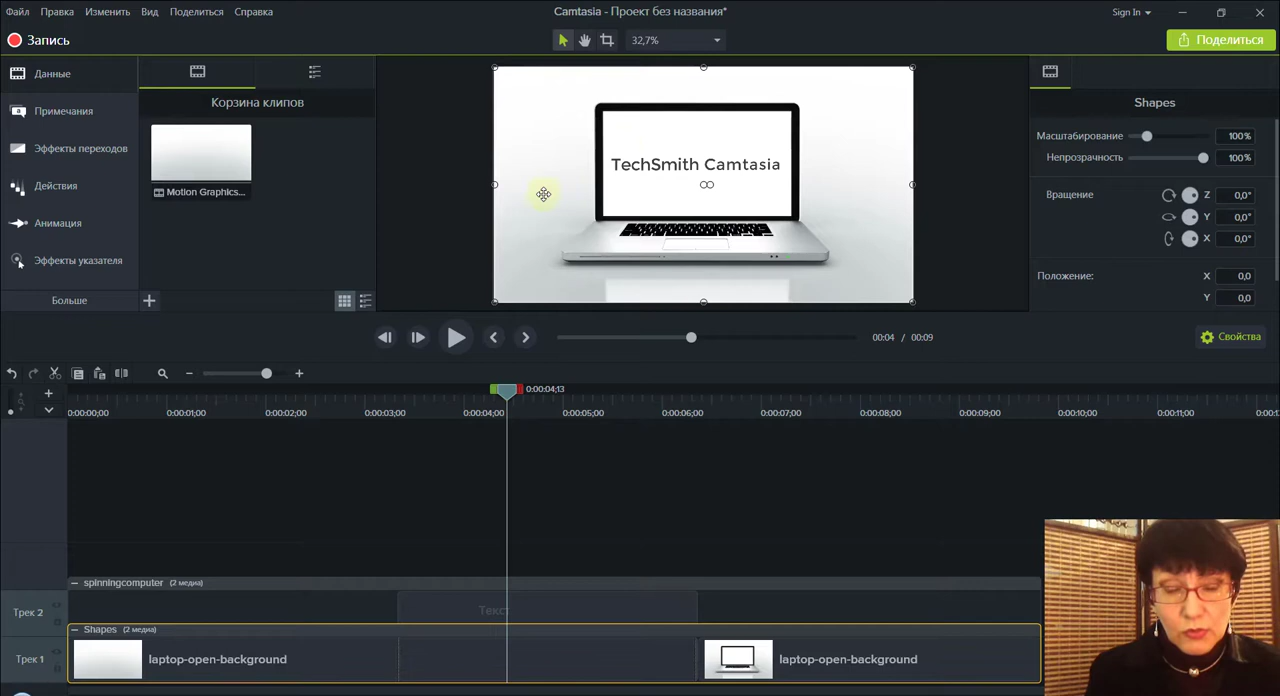 Файл Правка Изменить Вид Поделиться Справка
Camtasia - Проект без названия*
Sign In
Запись
32,7%
Поделиться
Данные
Примечания
Эффекты переходов
Действия
Анимация
Эффекты указателя
Больше
Корзина клипов
Motion Graphics...
TechSmith Camtasia
Shapes
Масштабирование 100%
Непрозрачность 100%
Вращение Z 0,0°
Y 0,0°
X 0,0°
Положение: X 0,0
Y 0,0
00:04 / 00:09
Свойства
0:00:04;13
0:00:00;00 0:00:01;00 0:00:02;00 0:00:03;00 0:00:04;00 0:00:05;00 0:00:06;00 0:00:07;00 0:00:08;00 0:00:09;00 0:00:10;00 0:00:11;00
spinningcomputer (2 медиа)
Трек 2
Текст
Shapes (2 медиа)
Трек 1
laptop-open-background
laptop-open-background